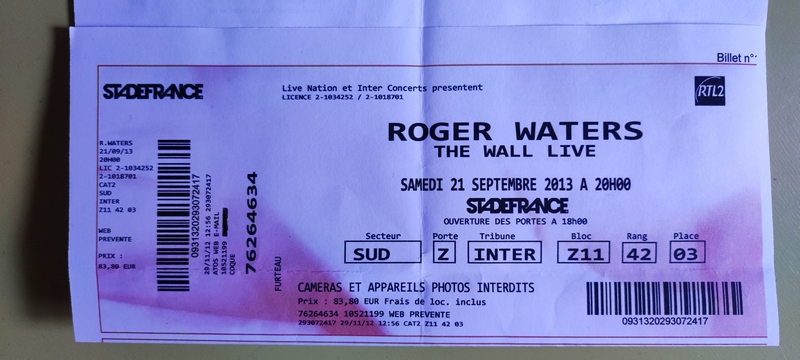 Billet n°
STADEFRANCE
Live Nation et Inter Concerts presentent
LICENCE 2-1034252 / 2-1018701
RTL2
ROGER WATERS
THE WALL LIVE
SAMEDI 21 SEPTEMBRE 2013 A 20H00
STADEFRANCE
OUVERTURE DES PORTES A 18h00
Secteur Porte Tribune Bloc Rang Place
SUD Z INTER Z11 42 03
CAMERAS ET APPAREILS PHOTOS INTERDITS
Prix : 83,80 EUR Frais de loc. inclus
76264634 10521199 WEB PREVENTE
293072417 29/11/12 12:56 CAT2 Z11 42 03
0931320293072417
R.WATERS
21/09/13
20H00
LIC 2-1034252
2-1018701
CAT2
SUD
INTER
Z11 42 03
WEB
PREVENTE
PRIX :
83,80 EUR
0931320293072417
29/11/12 12:56 293072417
ATOS WEB E-MAIL
10521199
COQUE
76264634
FURTEAU